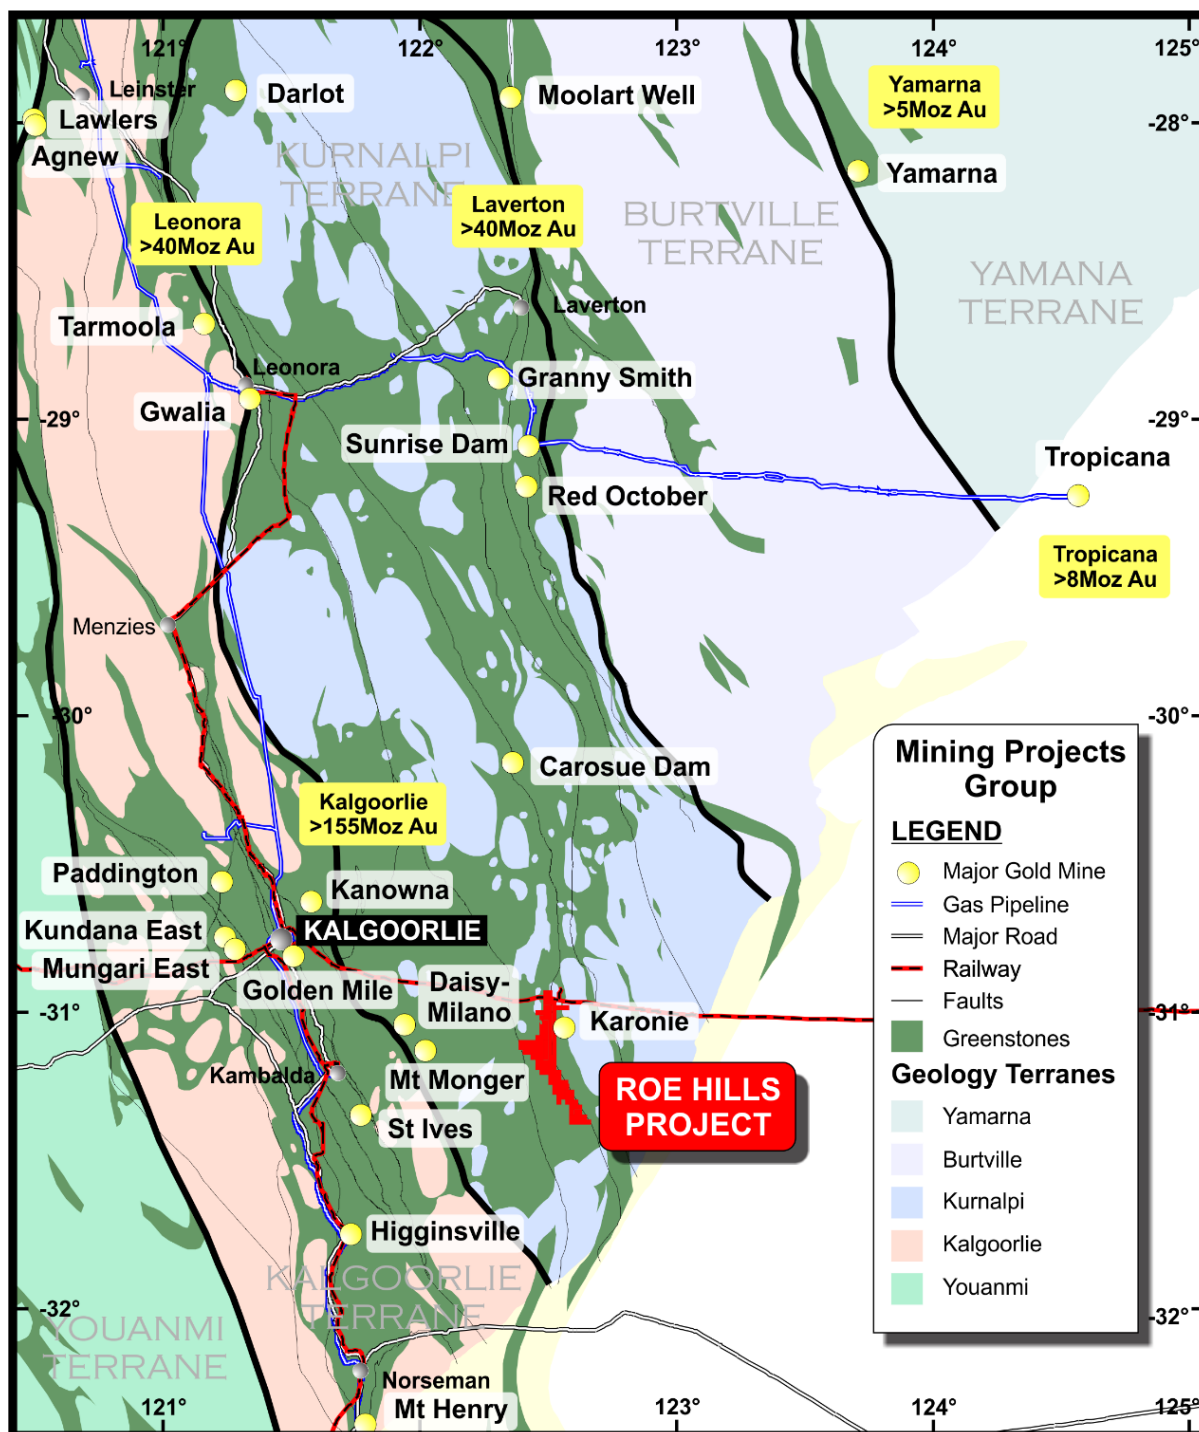 121°
122°
123°
124°
125°
Leinster
Darlot
Moolart Well
Yamarna
>5Moz Au
Lawlers
-28°
Agnew
KURNALPI
TERRANE
Yamarna
Leonora
>40Moz Au
Laverton
>40Moz Au
BURTVILLE
TERRANE
YAMANA
TERRANE
Laverton
Tarmoola
Leonora
Granny Smith
Gwalia
-29°
-29°
Sunrise Dam
Tropicana
Red October
Tropicana
>8Moz Au
Menzies
-30°
-30°
Mining Projects
Group
Carosue Dam
Kalgoorlie
>155Moz Au
LEGEND
Major Gold Mine
Gas Pipeline
Major Road
Railway
Faults
Greenstones
Geology Terranes
Yamarna
Burtville
Kurnalpi
Kalgoorlie
Youanmi
Paddington
Kanowna
Kundana East
KALGOORLIE
Mungari East
Golden Mile
Daisy-
Milano
-31°
Karonie
-31°
Kambalda
Mt Monger
ROE HILLS
PROJECT
St Ives
Higginsville
KALGOORLIE
TERRANE
-32°
-32°
YOUANMI
TERRANE
Norseman
Mt Henry
121°
123°
124°
125°